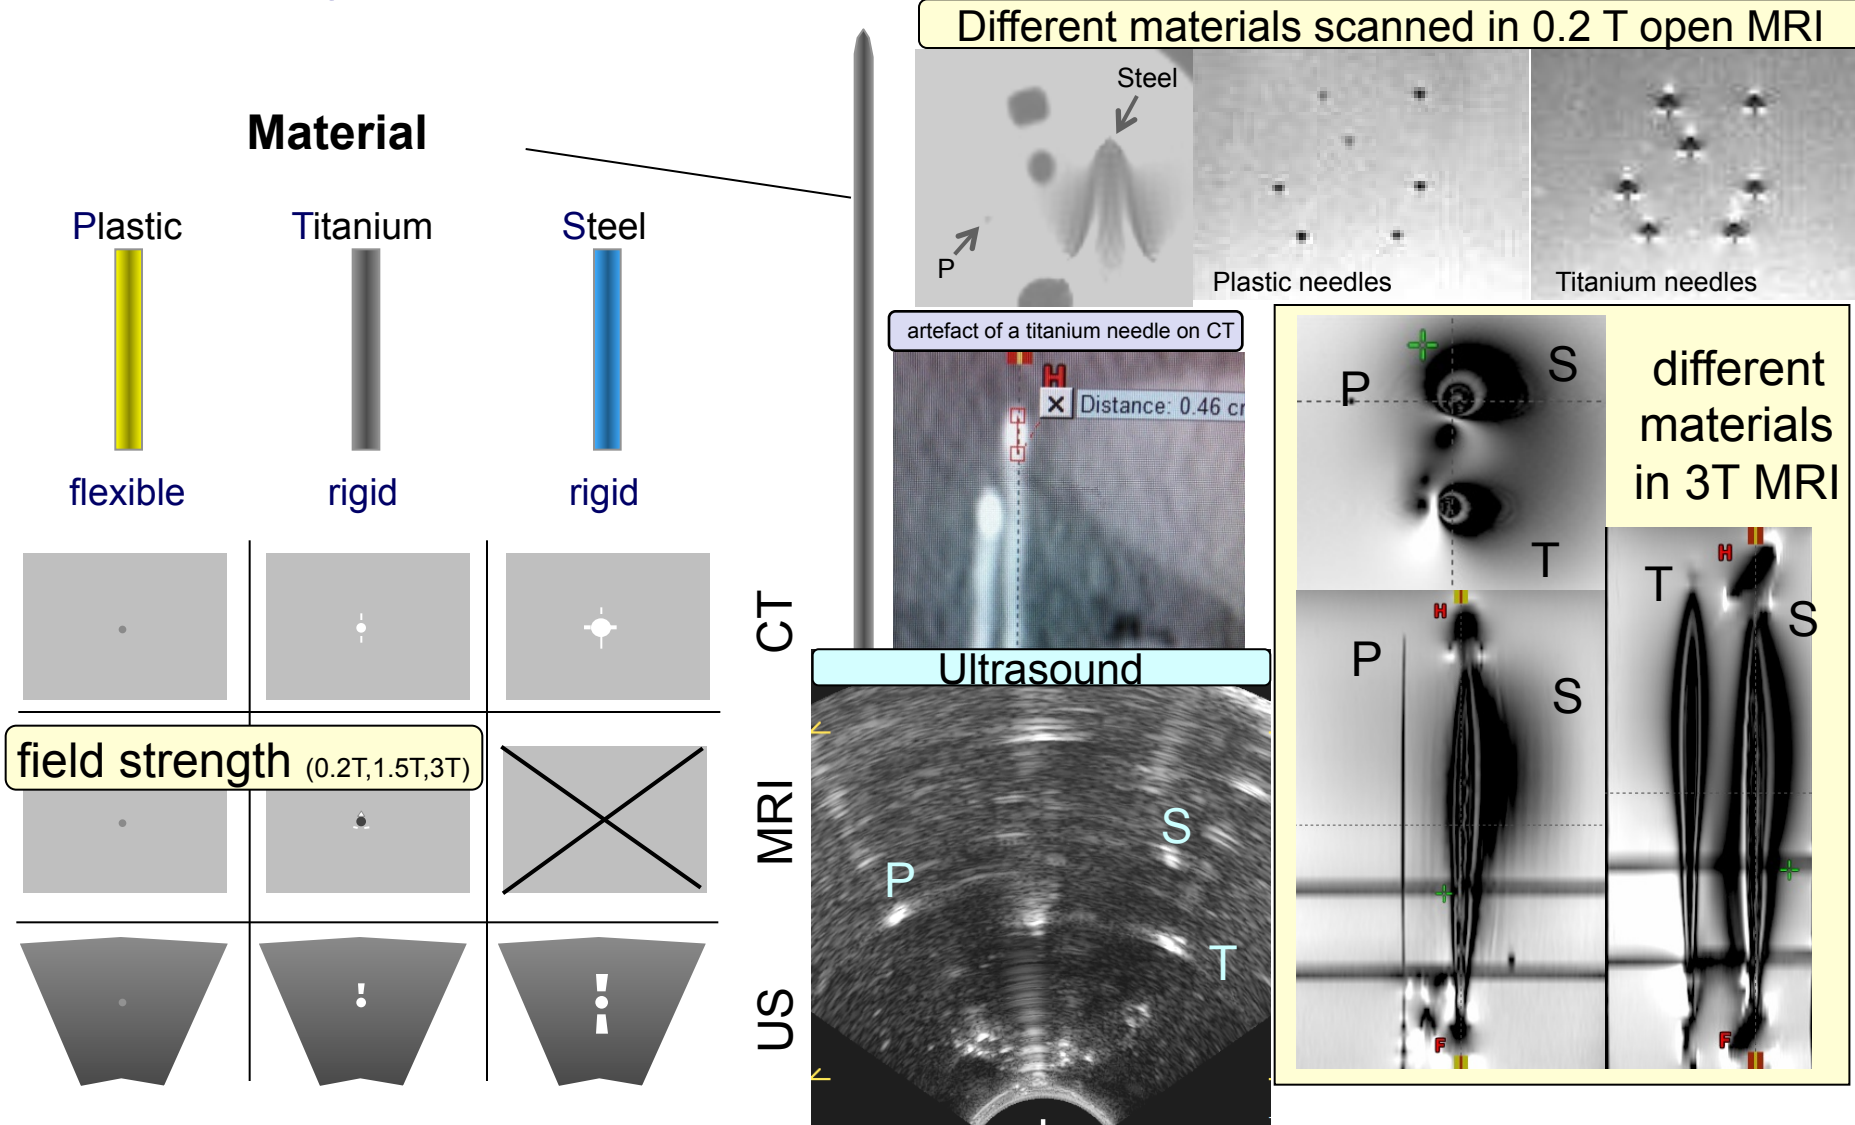 Material
Plastic
Titanium
Steel
flexible
rigid
rigid
CT
field strength (0.2T,1.5T,3T)
MRI
US
Different materials scanned in 0.2 T open MRI
Steel
P
Plastic needles
Titanium needles
artefact of a titanium needle on CT
H
Distance: 0.46
Ultrasound
P
S
T
different
materials
in 3T MRI
P
S
T
H
P
S
F
H
T
S
F